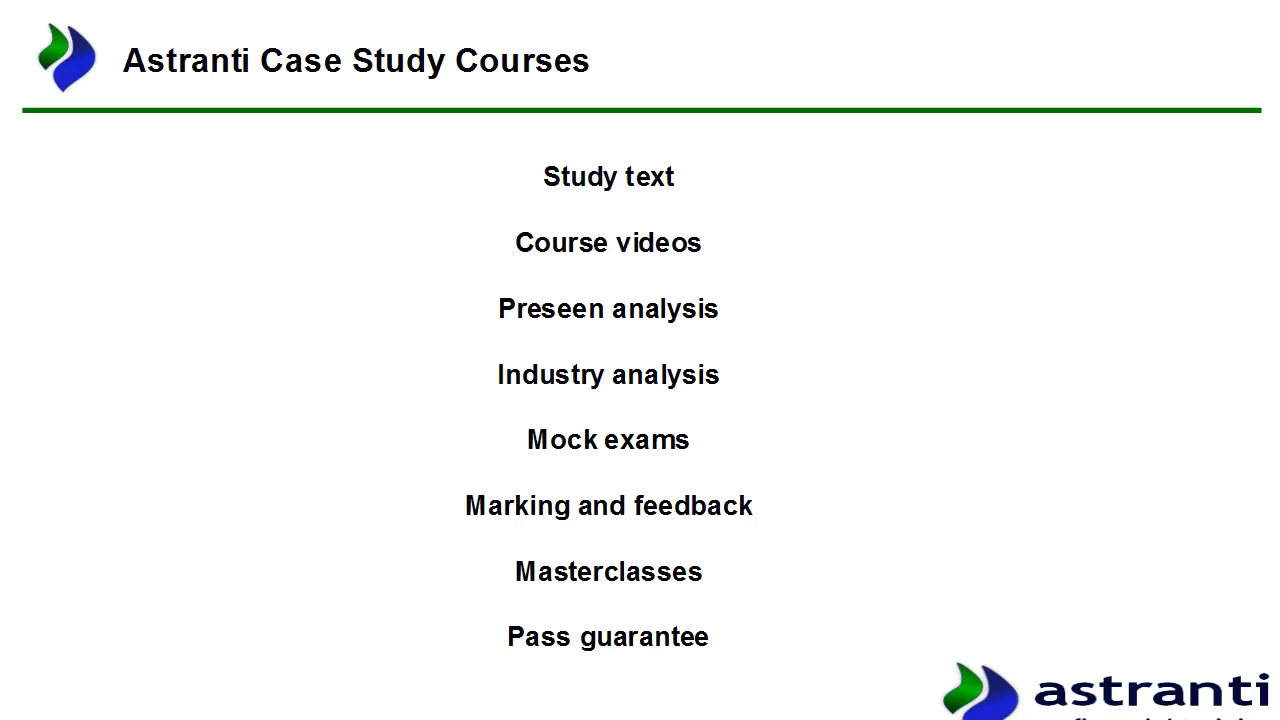 Astranti Case Study Courses
Study text
Course videos
Preseen analysis
Industry analysis
Mock exams
Marking and feedback
Masterclasses
Pass guarantee
astranti